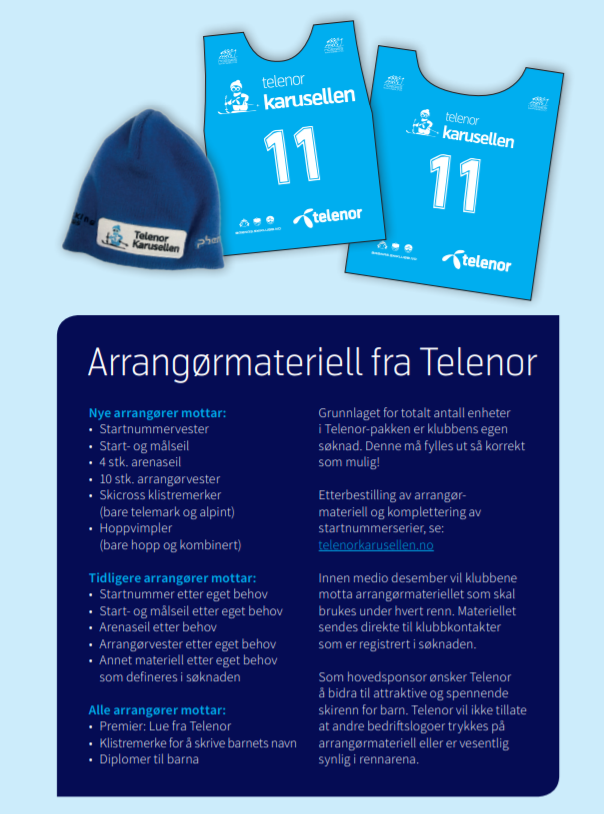 telenor
karusellen
11
telenor
telenor
karusellen
11
telenor
Telenor
Karusellen
Arrangørmateriell fra Telenor
Nye arrangører mottar:
• Startnummervester
• Start- og målseil
• 4 stk. arenaseil
• 10 stk. arrangørvester
• Skicross klistremerker
(bare telemark og alpint)
• Hoppvimpler
(bare hopp og kombinert)
Tidligere arrangører mottar:
• Startnummer etter eget behov
• Start- og målseil etter eget behov
• Arenaseil etter behov
• Arrangørvester etter eget behov
• Annet materiell etter eget behov
som defineres i søknaden
Alle arrangører mottar:
• Premier: Lue fra Telenor
• Klistremerke for å skrive barnets navn
• Diplomer til barna
Grunnlaget for totalt antall enheter
i Telenor-pakken er klubbens egen
søknad. Denne må fylles ut så korrekt
som mulig!
Etterbestilling av arrangør-
materiell og komplettering av
startnummerserier, se:
telenorkarusellen.no
Innen medio desember vil klubbene
motta arrangørmateriellet som skal
brukes under hvert renn. Materiellet
sendes direkte til klubbkontakter
som er registrert i søknaden.
Som hovedsponsor ønsker Telenor
å bidra til attraktive og spennende
skirenn for barn. Telenor vil ikke tillate
at andre bedriftslogoer trykkes på
arrangørmateriell eller er vesentlig
synlig i rennarena.